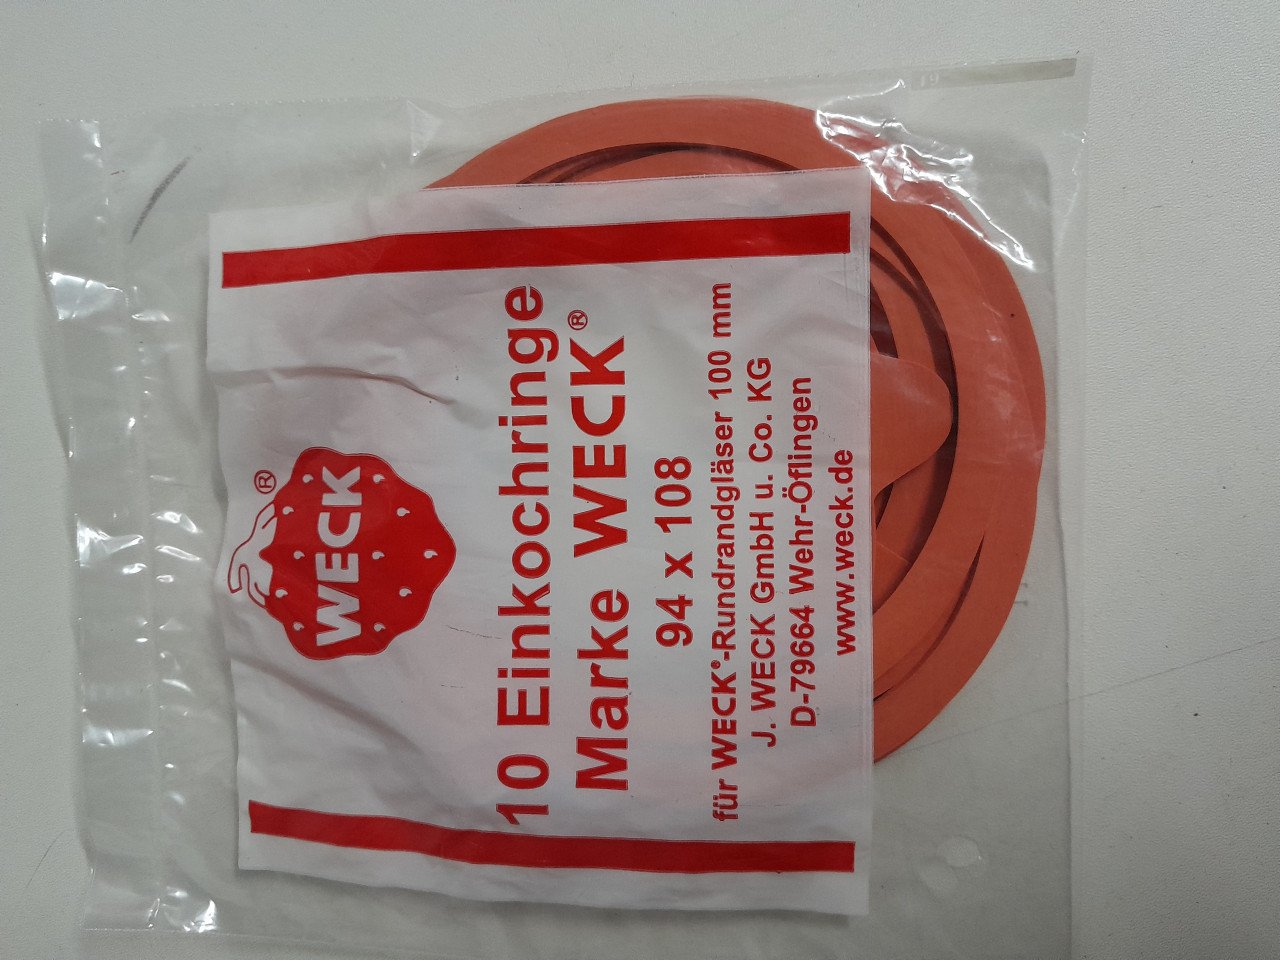 WECK ®
10 Einkochringe
Marke WECK®
94 x 108
für WECK®-Rundrandgläser 100 mm
J. WECK GmbH u. Co. KG
D-79664 Wehr-Öflingen
www.weck.de